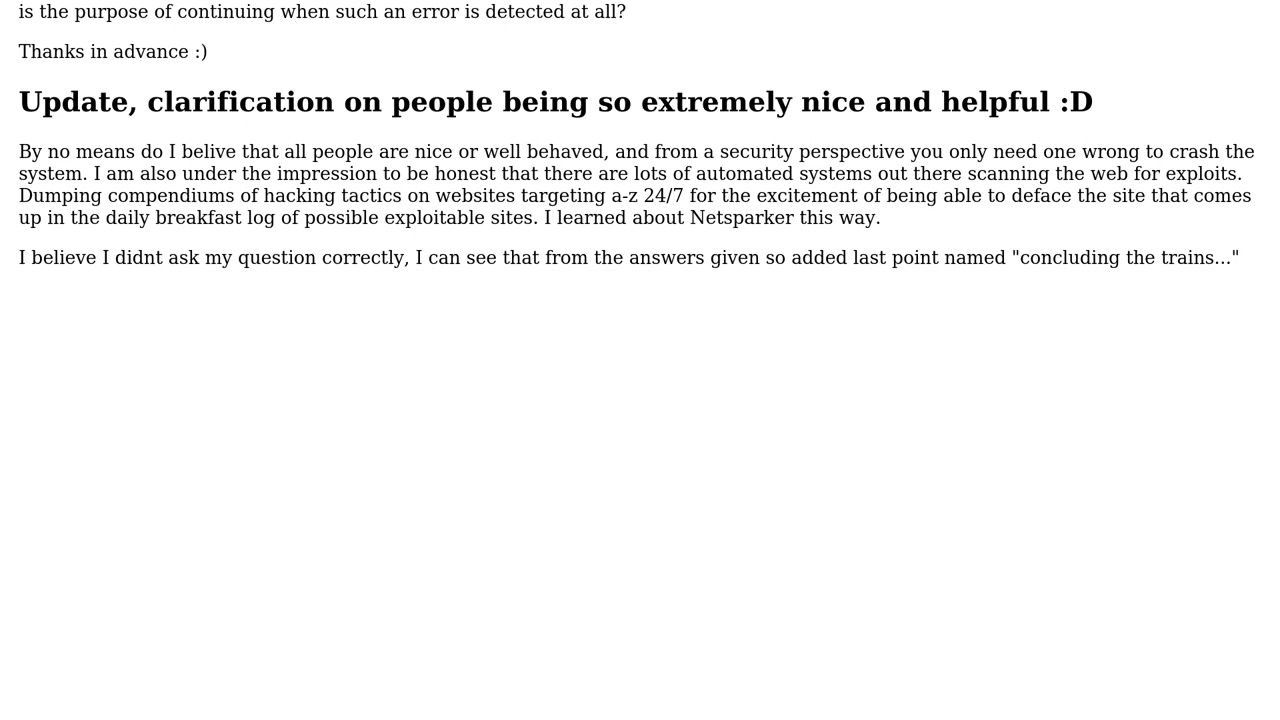 is the purpose of continuing when such an error is detected at all?
Thanks in advance :)
Update, clarification on people being so extremely nice and helpful :D
By no means do I belive that all people are nice or well behaved, and from a security perspective you only need one wrong to crash the
system. I am also under the impression to be honest that there are lots of automated systems out there scanning the web for exploits.
Dumping compendiums of hacking tactics on websites targeting a-z 24/7 for the excitement of being able to deface the site that comes
up in the daily breakfast log of possible exploitable sites. I learned about Netsparker this way.
I believe I didnt ask my question correctly, I can see that from the answers given so added last point named "concluding the trains..."